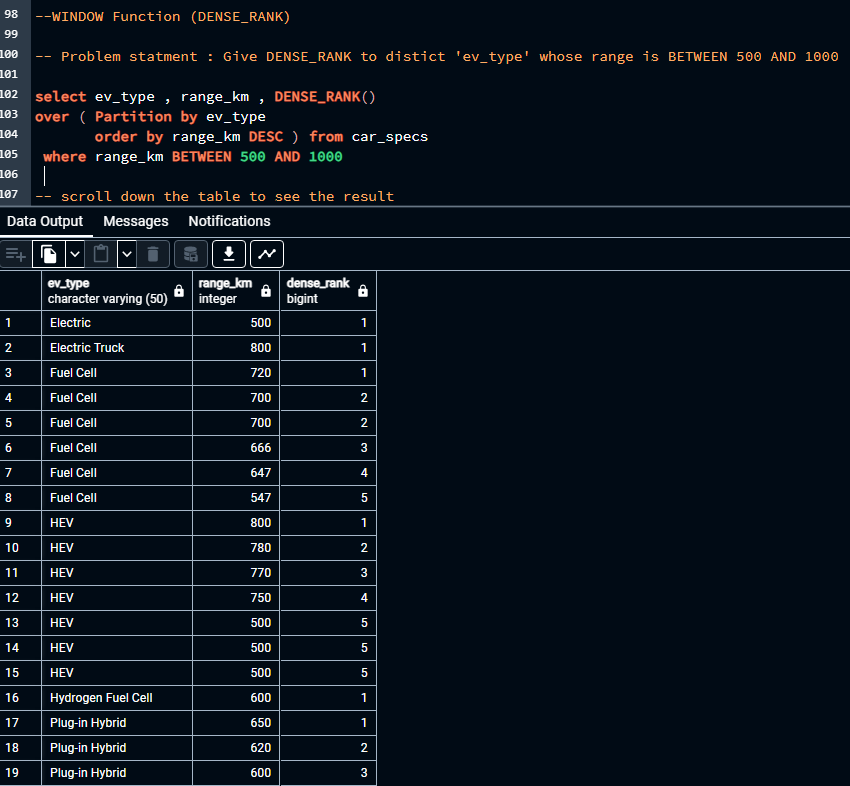 98 --WINDOW Function (DENSE_RANK)
99
100 -- Problem statment : Give DENSE_RANK to distict 'ev_type' whose range is BETWEEN 500 AND 1000
101
102 select ev_type , range_km , DENSE_RANK()
103 over ( Partition by ev_type
104 order by range_km DESC ) from car_specs
105 where range_km BETWEEN 500 AND 1000
106
107 -- scroll down the table to see the result
Data Output Messages Notifications
ev_type range_km dense_rank
character varying (50) integer bigint
1 Electric 500 1
2 Electric Truck 800 1
3 Fuel Cell 720 1
4 Fuel Cell 700 2
5 Fuel Cell 700 2
6 Fuel Cell 666 3
7 Fuel Cell 647 4
8 Fuel Cell 547 5
9 HEV 800 1
10 HEV 780 2
11 HEV 770 3
12 HEV 750 4
13 HEV 500 5
14 HEV 500 5
15 HEV 500 5
16 Hydrogen Fuel Cell 600 1
17 Plug-in Hybrid 650 1
18 Plug-in Hybrid 620 2
19 Plug-in Hybrid 600 3